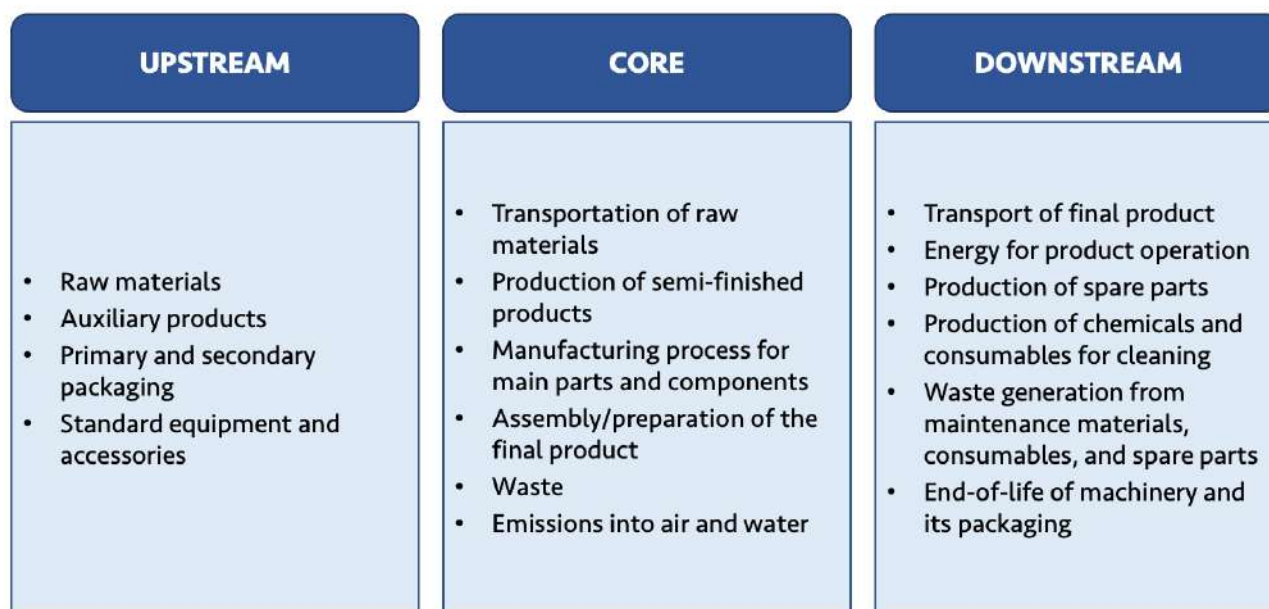 UPSTREAM
• Raw materials
• Auxiliary products
• Primary and secondary
packaging
• Standard equipment and
accessories
CORE
• Transportation of raw
materials
• Production of semi-finished
products
• Manufacturing process for
main parts and components
• Assembly/preparation of the
final product
• Waste
• Emissions into air and water
DOWNSTREAM
• Transport of final product
• Energy for product operation
• Production of spare parts
• Production of chemicals and
consumables for cleaning
• Waste generation from
maintenance materials,
consumables, and spare parts
• End-of-life of machinery and
its packaging